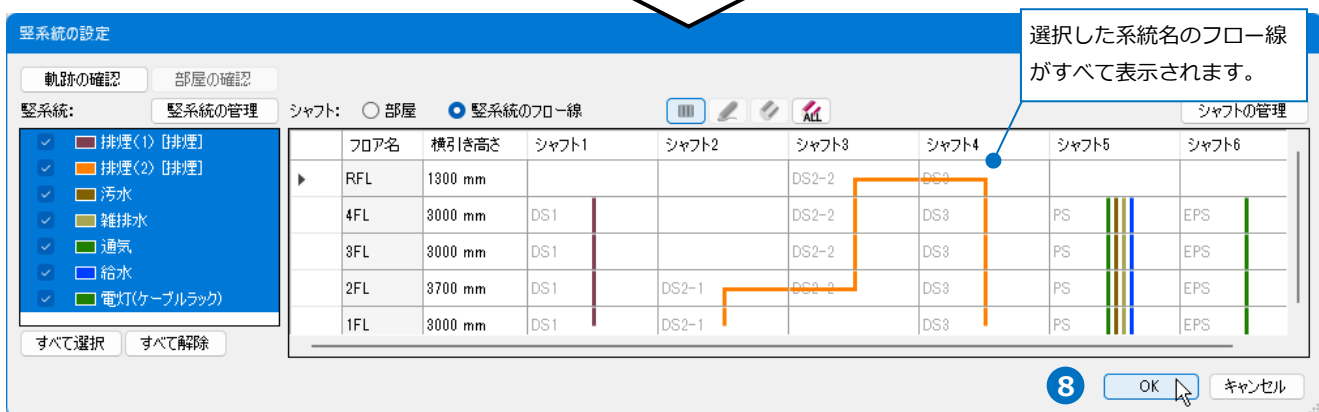 竪系統の設定
選択した系統名のフロー線
がすべて表示されます。
軌跡の確認 部屋の確認
竪系統: 竪系統の管理 シャフト: 部屋 竪系統のフロー線 ALL シャフトの管理
排煙(1) [排煙]
排煙(2) [排煙]
汚水
雑排水
通気
給水
電灯(ケーブルラック)
すべて選択 すべて解除
フロア名 横引き高さ シャフト1 シャフト2 シャフト3 シャフト4 シャフト5 シャフト6
RFL 1300 mm DS2-2 DS3
4FL 3000 mm DS1 DS2-2 DS3 PS EPS
3FL 3000 mm DS1 DS2-2 DS3 PS EPS
2FL 3700 mm DS1 DS2-1 DS2-2 DS3 PS EPS
1FL 3000 mm DS1 DS2-1 DS3 PS EPS
8 OK キャンセル